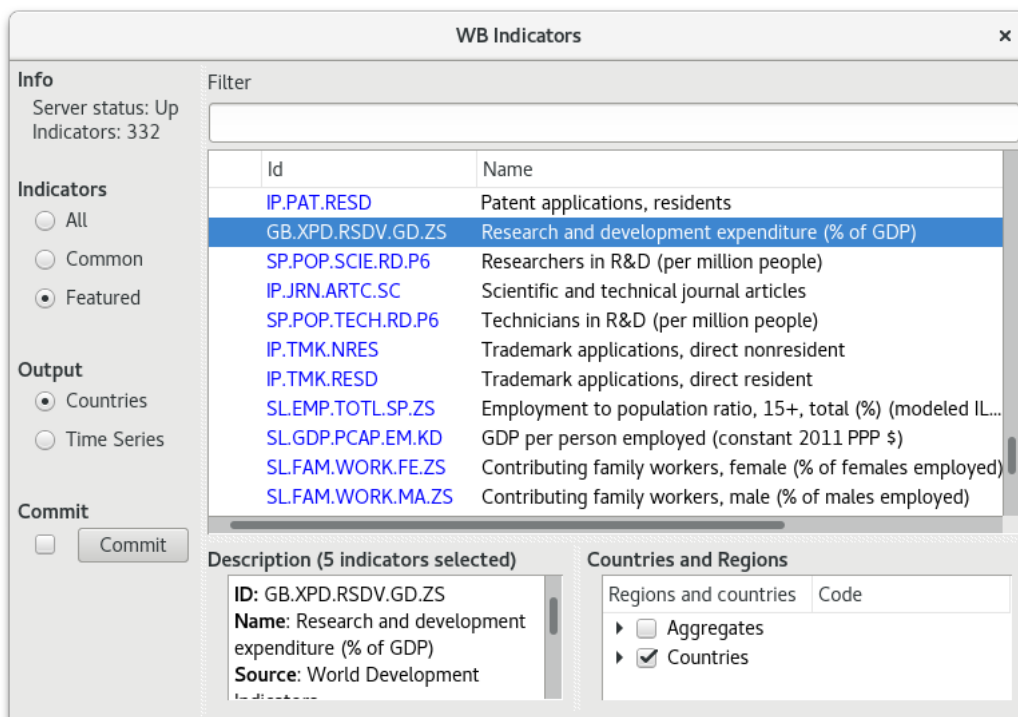 WB Indicators
Info
Server status: Up
Indicators: 332
Indicators
All
Common
Featured
Output
Countries
Time Series
Commit
Commit
Filter
Id Name
IP.PAT.RESD Patent applications, residents
GB.XPD.RSDV.GD.ZS Research and development expenditure (% of GDP)
SP.POP.SCIE.RD.P6 Researchers in R&D (per million people)
IP.JRN.ARTC.SC Scientific and technical journal articles
SP.POP.TECH.RD.P6 Technicians in R&D (per million people)
IP.TMK.NRES Trademark applications, direct nonresident
IP.TMK.RESD Trademark applications, direct resident
SL.EMP.TOTL.SP.ZS Employment to population ratio, 15+, total (%) (modeled IL...
SL.GDP.PCAP.EM.KD GDP per person employed (constant 2011 PPP $)
SL.FAM.WORK.FE.ZS Contributing family workers, female (% of females employed)
SL.FAM.WORK.MA.ZS Contributing family workers, male (% of males employed)
Description (5 indicators selected)
ID: GB.XPD.RSDV.GD.ZS
Name: Research and development
expenditure (% of GDP)
Source: World Development
Indicators
Countries and Regions
Regions and countries Code
Aggregates
Countries